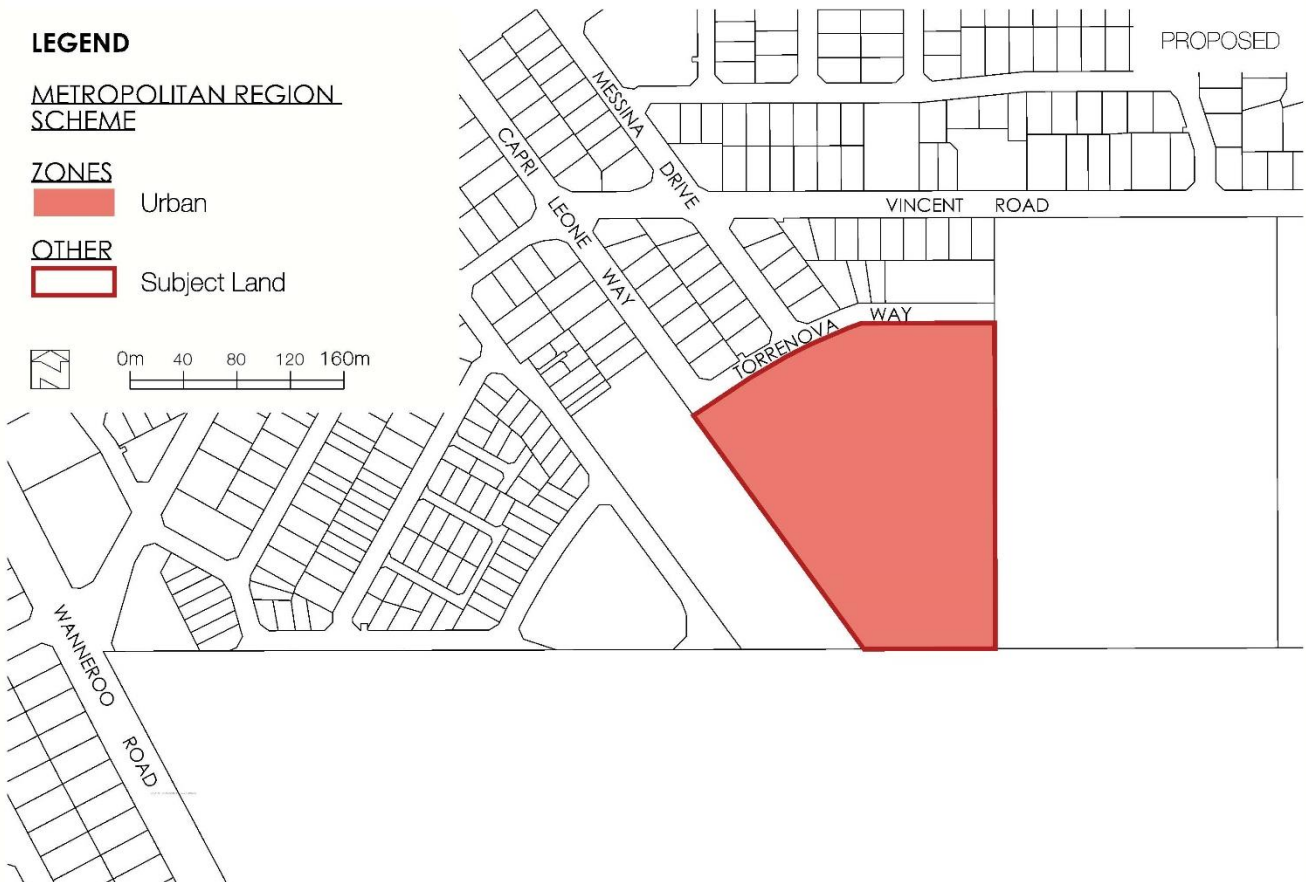 LEGEND
METROPOLITAN REGION
SCHEME
ZONES
Urban
OTHER
Subject Land
0m 40 80 120 160m
PROPOSED
MESSINA DRIVE
CAPRI LEONE WAY
VINCENT ROAD
TORRENOVA WAY
WANNEROO ROAD